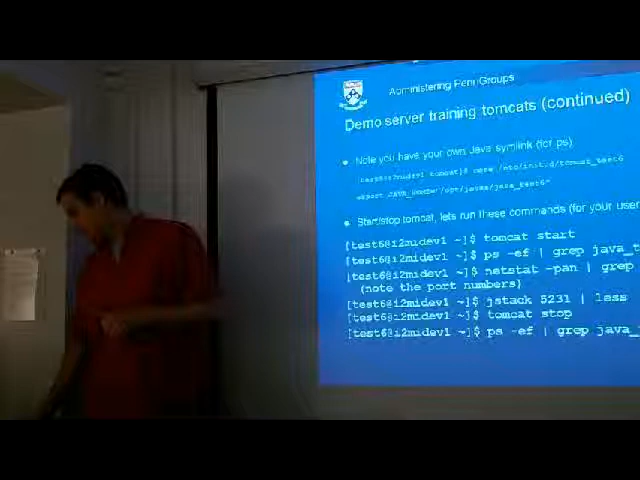 Administering Penn Groups
Demo server training tomcats (continued)
Note you have your own Java symlink (for ps)
Start/stop tomcat, lets run these commands (for your user
[test6@i2midev1 ~]$ tomcat start
[test6@i2midev1 ~]$ ps -ef | grep java_t
[test6@i2midev1 ~]$ netstat -pan | grep
(note the port numbers)
[test6@i2midev1 ~]$ jstack 5231 | less
[test6@i2midev1 ~]$ tomcat stop
[test6@i2midev1 ~]$ ps -ef | grep java_